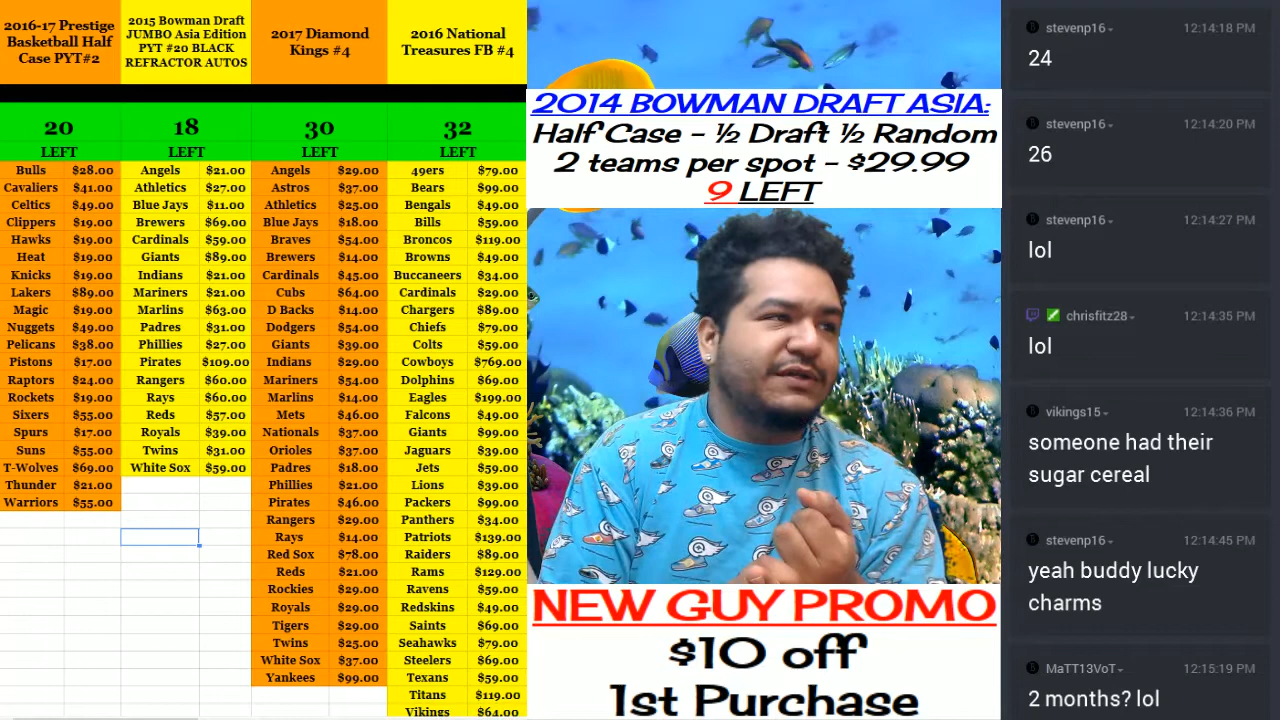 2016-17 Prestige
Basketball Half
Case PYT#2
2015 Bowman Draft
JUMBO Asia Edition
PYT #20 BLACK
REFRACTOR AUTOS
2017 Diamond
Kings #4
2016 National
Treasures FB #4
20 18 30 32
LEFT LEFT LEFT LEFT
Bulls $28.00 Angels $21.00 Angels $29.00 49ers $79.00
Cavaliers $41.00 Athletics $27.00 Astros $37.00 Bears $99.00
Celtics $49.00 Blue Jays $11.00 Athletics $25.00 Bengals $49.00
Clippers $19.00 Brewers $69.00 Blue Jays $18.00 Bills $59.00
Hawks $19.00 Cardinals $59.00 Braves $54.00 Broncos $119.00
Heat $19.00 Giants $89.00 Brewers $14.00 Browns $49.00
Knicks $19.00 Indians $21.00 Cardinals $45.00 Buccaneers $34.00
Lakers $89.00 Mariners $21.00 Cubs $64.00 Cardinals $29.00
Magic $19.00 Marlins $63.00 D Backs $14.00 Chargers $89.00
Nuggets $49.00 Padres $31.00 Dodgers $54.00 Chiefs $79.00
Pelicans $38.00 Phillies $27.00 Giants $39.00 Colts $59.00
Pistons $17.00 Pirates $109.00 Indians $29.00 Cowboys $769.00
Raptors $24.00 Rangers $60.00 Mariners $54.00 Dolphins $69.00
Rockets $19.00 Rays $60.00 Marlins $14.00 Eagles $199.00
Sixers $55.00 Reds $57.00 Mets $46.00 Falcons $49.00
Spurs $17.00 Royals $39.00 Nationals $37.00 Giants $99.00
Suns $55.00 Twins $31.00 Orioles $37.00 Jaguars $39.00
T-Wolves $69.00 White Sox $59.00 Padres $18.00 Jets $59.00
Thunder $21.00 Phillies $21.00 Lions $39.00
Warriors $55.00 Pirates $46.00 Packers $99.00
Rangers $29.00 Panthers $34.00
Rays $14.00 Patriots $139.00
Red Sox $78.00 Raiders $89.00
Reds $21.00 Rams $129.00
Rockies $29.00 Ravens $59.00
Royals $29.00 Redskins $49.00
Tigers $29.00 Saints $69.00
Twins $25.00 Seahawks $79.00
White Sox $37.00 Steelers $69.00
Yankees $99.00 Texans $59.00
Titans $119.00
Vikings $64.00
2014 BOWMAN DRAFT ASIA:
Half Case - ½ Draft ½ Random
2 teams per spot - $29.99
9 LEFT
NEW GUY PROMO
$10 off
1st Purchase
stevenp16 12:14:18 PM
24
stevenp16 12:14:20 PM
26
stevenp16 12:14:27 PM
lol
chrisfitz28 12:14:35 PM
lol
vikings15 12:14:36 PM
someone had their
sugar cereal
stevenp16 12:14:45 PM
yeah buddy lucky
charms
MaTT13VoT 12:15:19 PM
2 months? lol